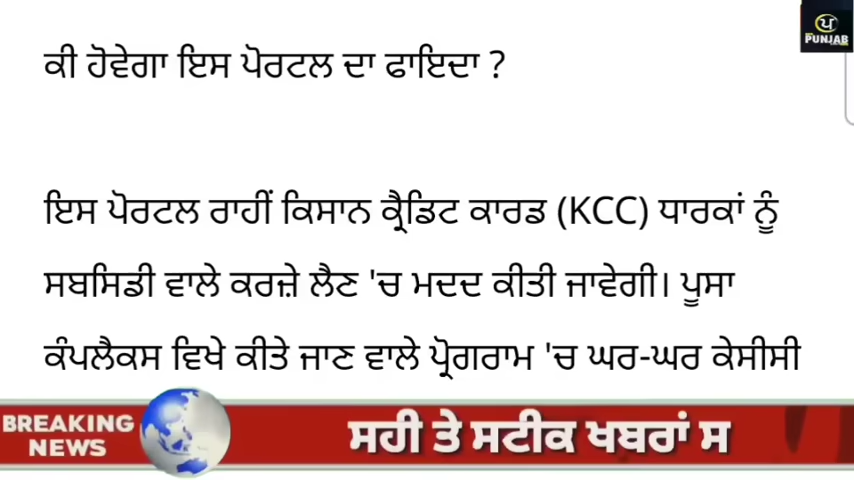 ਪੰ
PUNJAB
ਕੀ ਹੋਵੇਗਾ ਇਸ ਪੋਰਟਲ ਦਾ ਫਾਇਦਾ ?
ਇਸ ਪੋਰਟਲ ਰਾਹੀਂ ਕਿਸਾਨ ਕ੍ਰੈਡਿਟ ਕਾਰਡ (KCC) ਧਾਰਕਾਂ ਨੂੰ
ਸਬਸਿਡੀ ਵਾਲੇ ਕਰਜ਼ੇ ਲੈਣ 'ਚ ਮਦਦ ਕੀਤੀ ਜਾਵੇਗੀ। ਪੂਸਾ
ਕੰਪਲੈਕਸ ਵਿਖੇ ਕੀਤੇ ਜਾਣ ਵਾਲੇ ਪ੍ਰੋਗਰਾਮ 'ਚ ਘਰ-ਘਰ ਕੇਸੀਸੀ
BREAKING
NEWS
ਸਹੀ ਤੇ ਸਟੀਕ ਖਬਰਾਂ ਸ